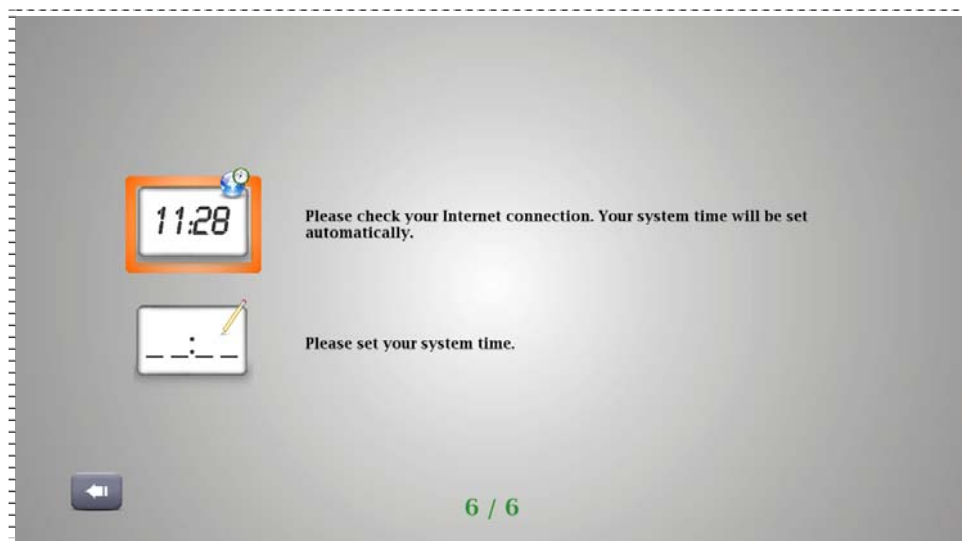 11:28
Please check your Internet connection. Your system time will be set
automatically.
_ _:_ _
Please set your system time.
6 / 6